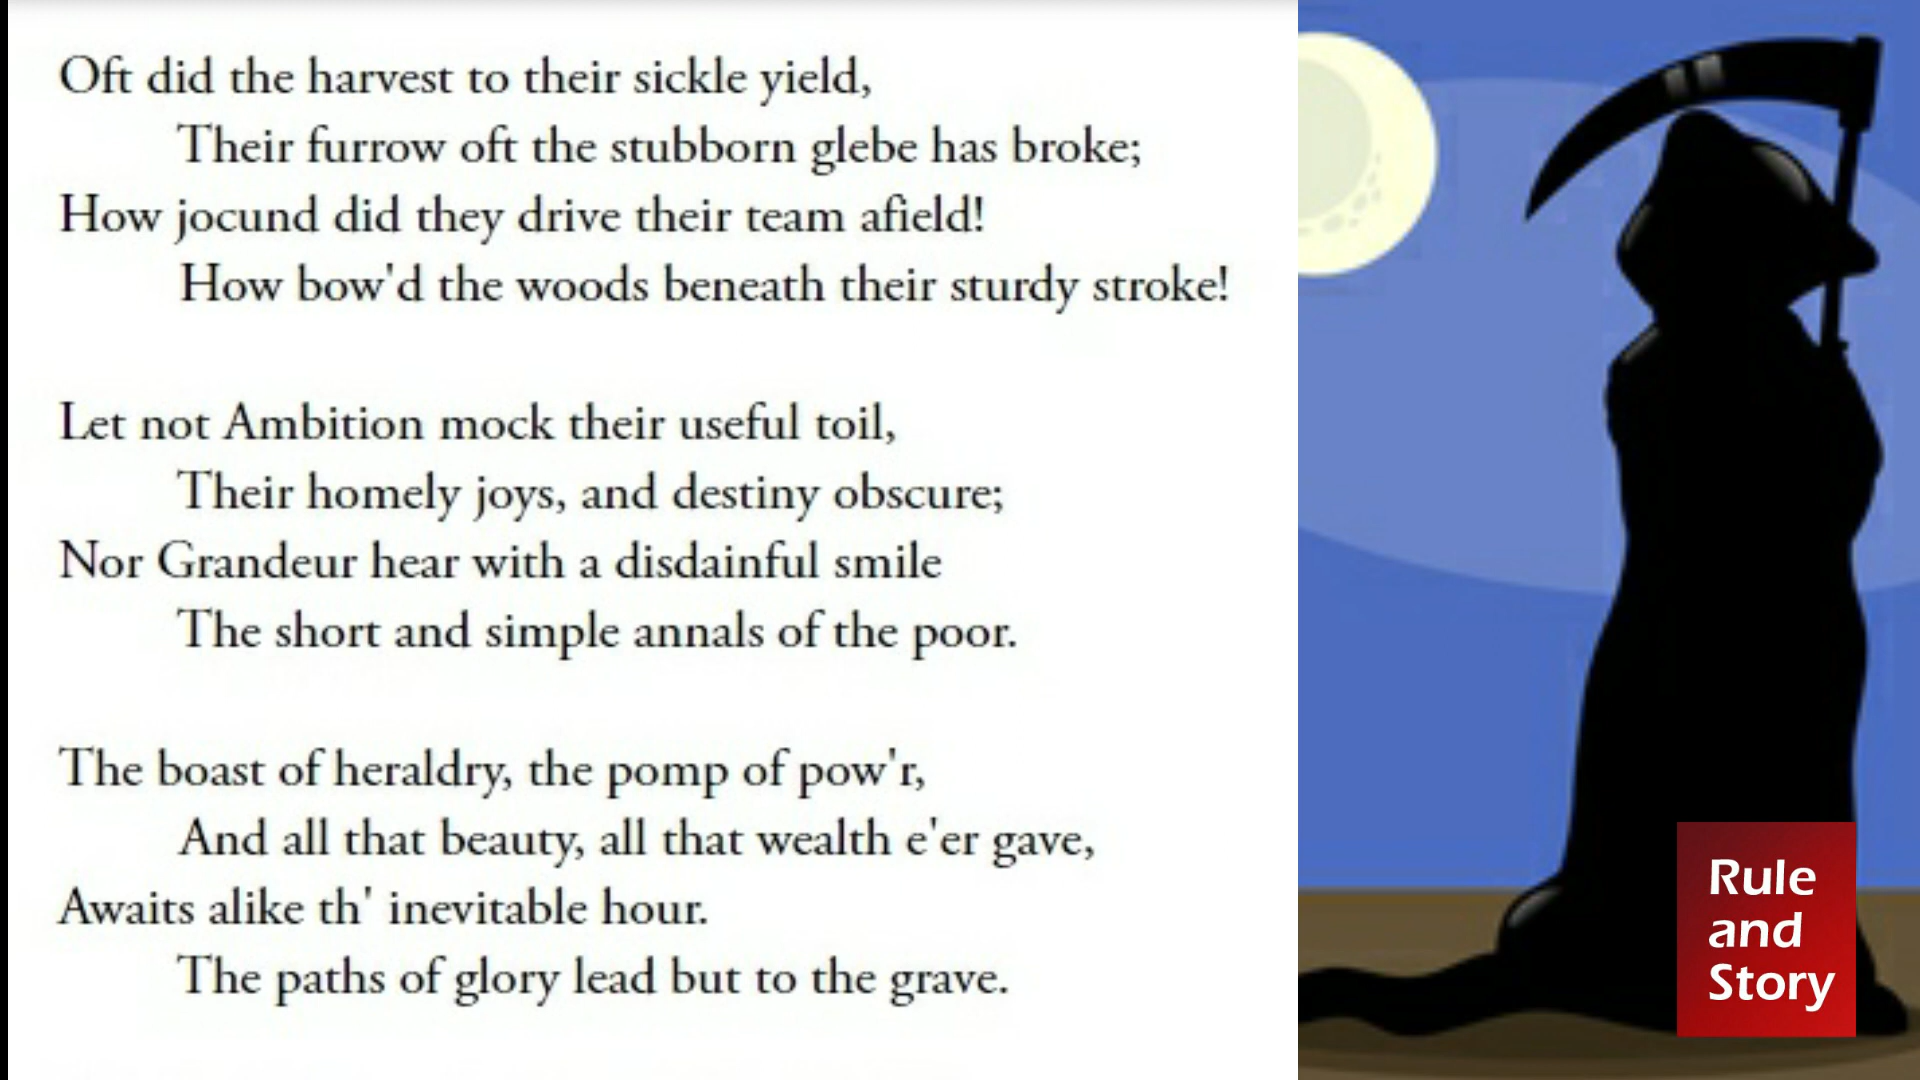 Oft did the harvest to their sickle yield,
Their furrow oft the stubborn glebe has broke;
How jocund did they drive their team afield!
How bow'd the woods beneath their sturdy stroke!
Let not Ambition mock their useful toil,
Their homely joys, and destiny obscure;
Nor Grandeur hear with a disdainful smile
The short and simple annals of the poor.
The boast of heraldry, the pomp of pow'r,
And all that beauty, all that wealth e'er gave,
Awaits alike th' inevitable hour.
The paths of glory lead but to the grave.
Rule
and
Story